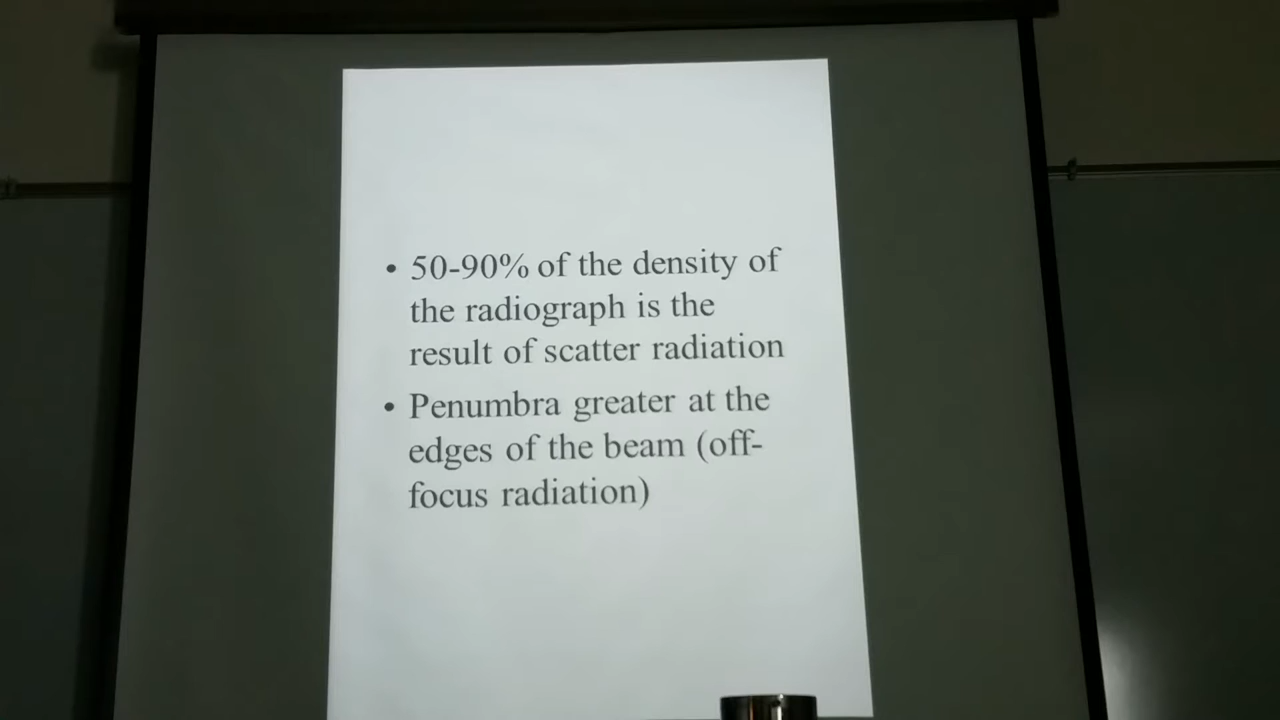 • 50-90% of the density of
the radiograph is the
result of scatter radiation
• Penumbra greater at the
edges of the beam (off-
focus radiation)